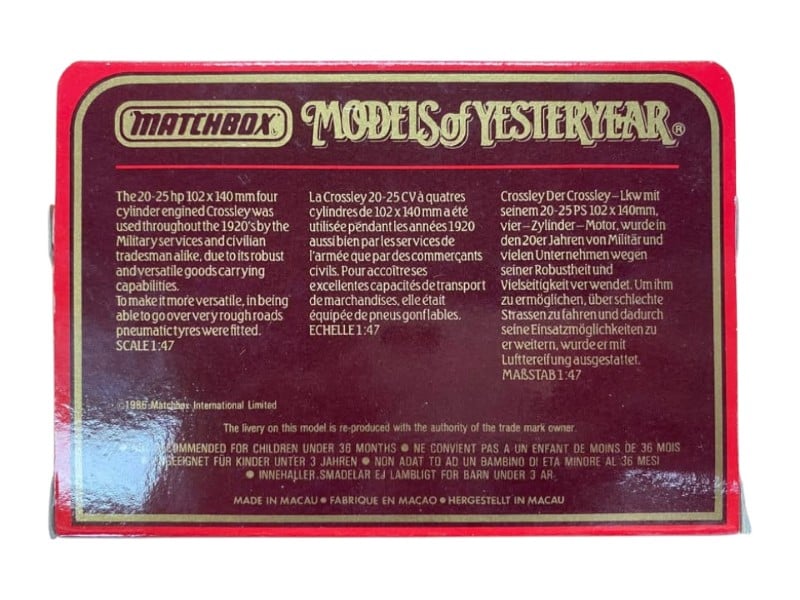 MATCHBOX MODELS of YESTERYEAR®
The 20-25 hp 102 x 140 mm four
cylinder engined Crossley was
used throughout the 1920's by the
Military services and civilian
tradesman alike, due to its robust
and versatile goods carrying
capabilities.
To make it more versatile, in being
able to go over very rough roads
pneumatic tyres were fitted.
SCALE 1:47
La Crossley 20-25 CV à quatres
cylindres de 102 x 140 mm a été
utilisée pendant les années 1920
aussi bien par les services de
l'armée que par des commerçants
civils. Pour accoître ses
excellentes capacités de transport
de marchandises, elle était
équipée de pneus gonflables.
ECHELLE 1:47
Crossley Der Crossley – Lkw mit
seinem 20-25 PS 102 x 140mm,
vier – Zylinder – Motor, wurde in
den 20er Jahren von Militär und
vielen Unternehmen wegen
seiner Robustheit und
Vielseitigkeit verwendet. Um ihm
zu ermöglichen, über schlechte
Strassen zu fahren und dadurch
seine Einsatzmöglichkeiten zu
erweitern, wurde er mit
Lufttereifung ausgestattet.
MAßSTAB 1:47
©1986 Matchbox International Limited
The livery on this model is re-produced with the authority of the trade mark owner.
FOR CHILDREN UNDER 36 MONTHS ● NE CONVIENT PAS A UN ENFANT DE MOINS DE 36 MOIS
FÜR KINDER UNTER 3 JAHREN ● NON ADAT TO AD UN BAMBINO DI ETA MINORE AL 36 MESI
● INNEHALLER SMADELAR EJ LAMBLIGT FOR BARN UNDER 3 AR
MADE IN MACAU ● FABRIQUE EN MACAO ● HERGESTELLT IN MACAU